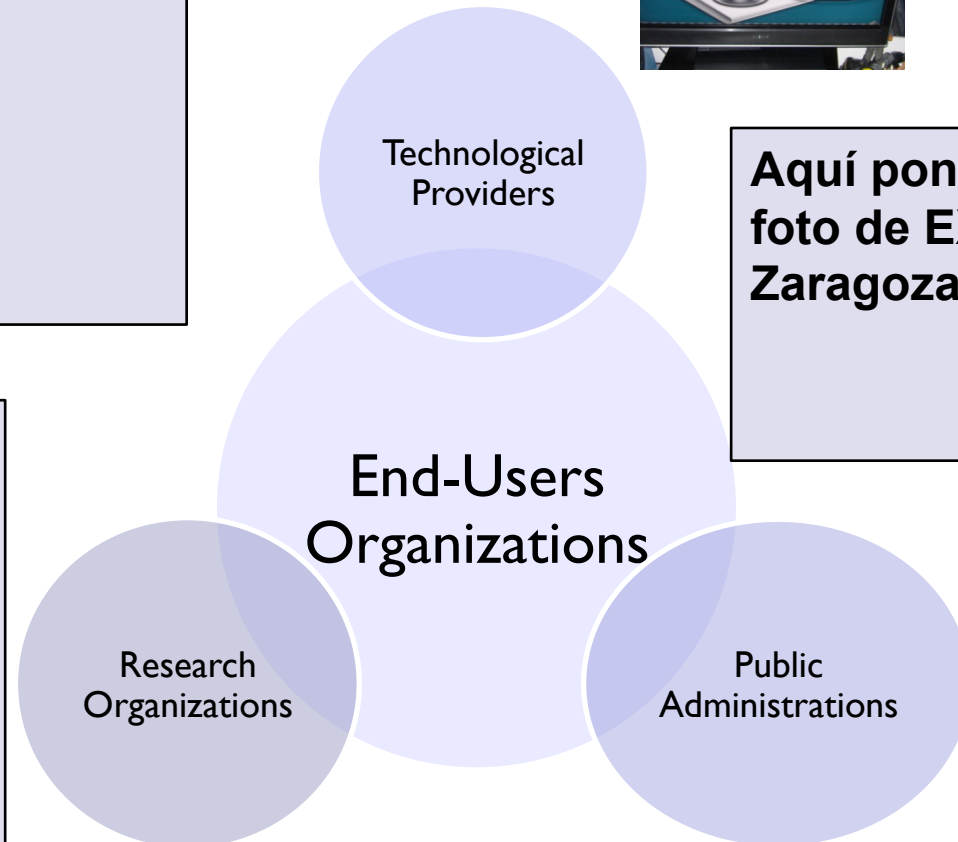 Technological
Providers
Aquí pon
foto de
Zaragoza
End-Users
Organizations
Research
Organizations
Public
Administrations